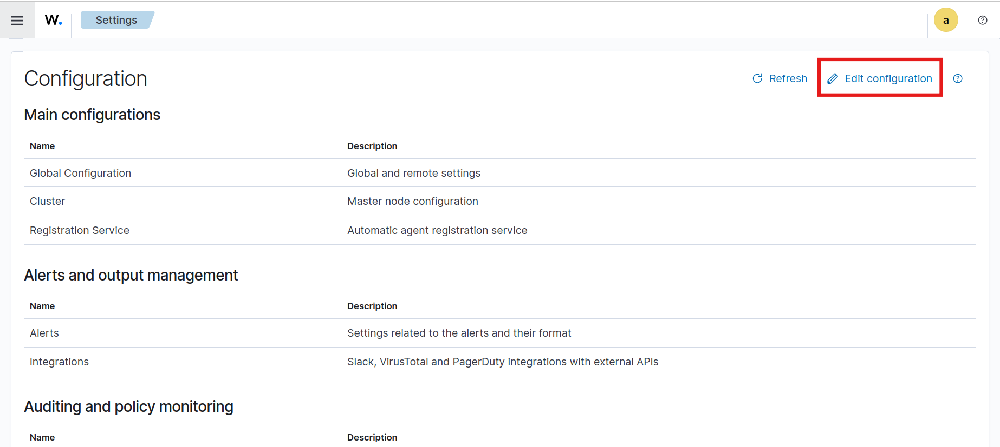 W. Settings a
Configuration Refresh Edit configuration
Main configurations
Name Description
Global Configuration Global and remote settings
Cluster Master node configuration
Registration Service Automatic agent registration service
Alerts and output management
Name Description
Alerts Settings related to the alerts and their format
Integrations Slack, VirusTotal and PagerDuty integrations with external APIs
Auditing and policy monitoring
Name Description